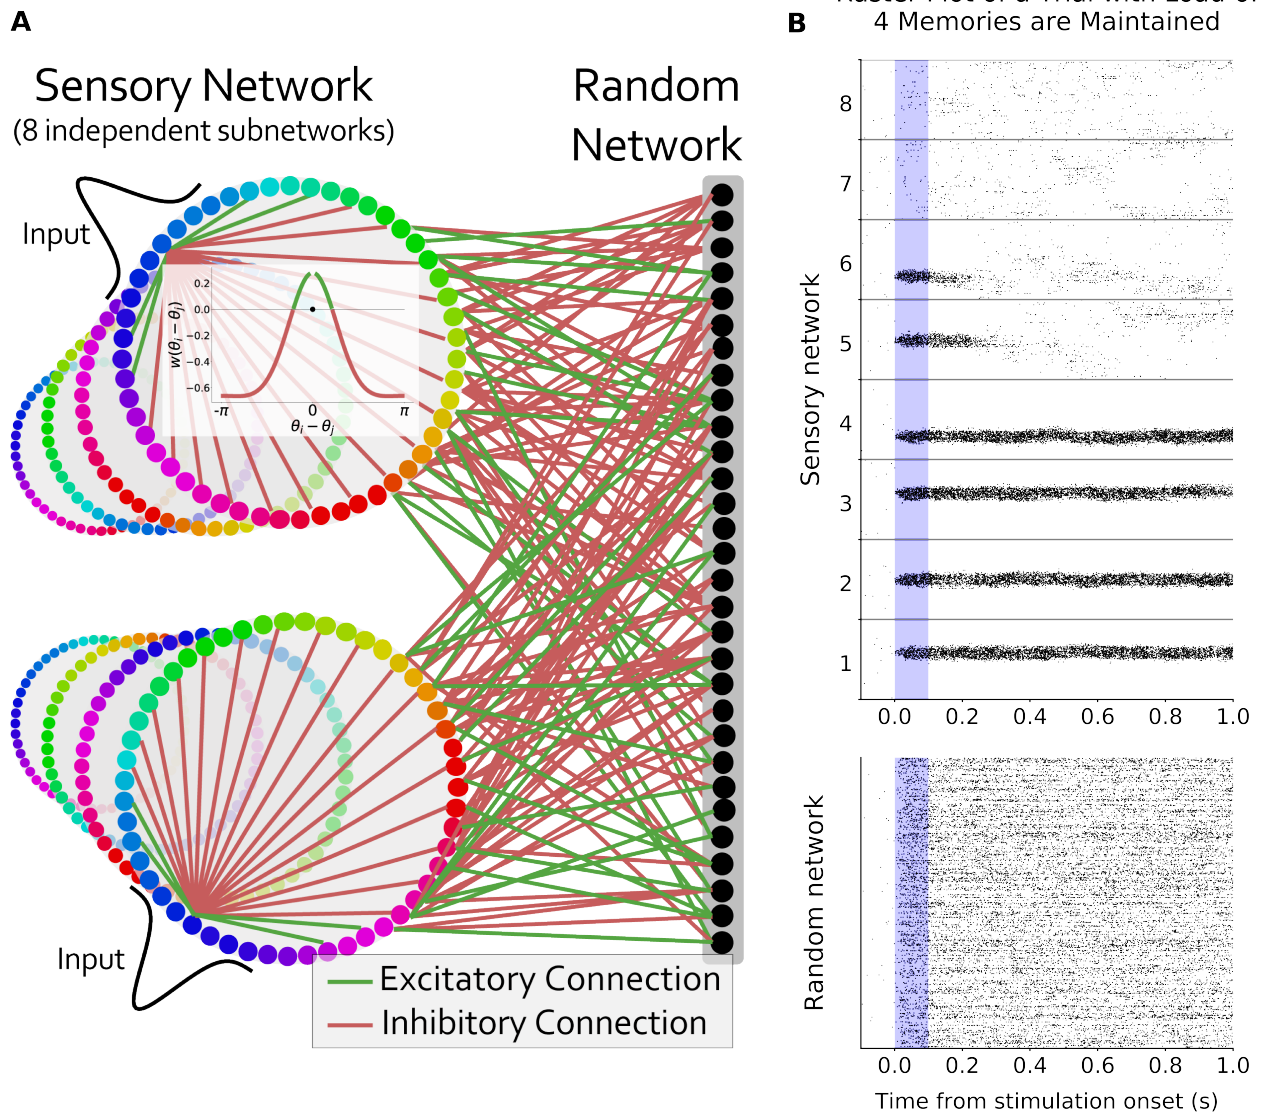 A
Sensory Network
(8 independent subnetworks)
Random
Network
Input
0.2
0.0
−0.2
−0.4
−0.6
w(θi − θj)
-π
0
π
θi − θj
Input
Excitatory Connection
Inhibitory Connection
B
4 Memories are Maintained
8
7
6
5
4
3
2
1
Sensory network
0.0 0.2 0.4 0.6 0.8 1.0
Random network
0.0 0.2 0.4 0.6 0.8 1.0
Time from stimulation onset (s)